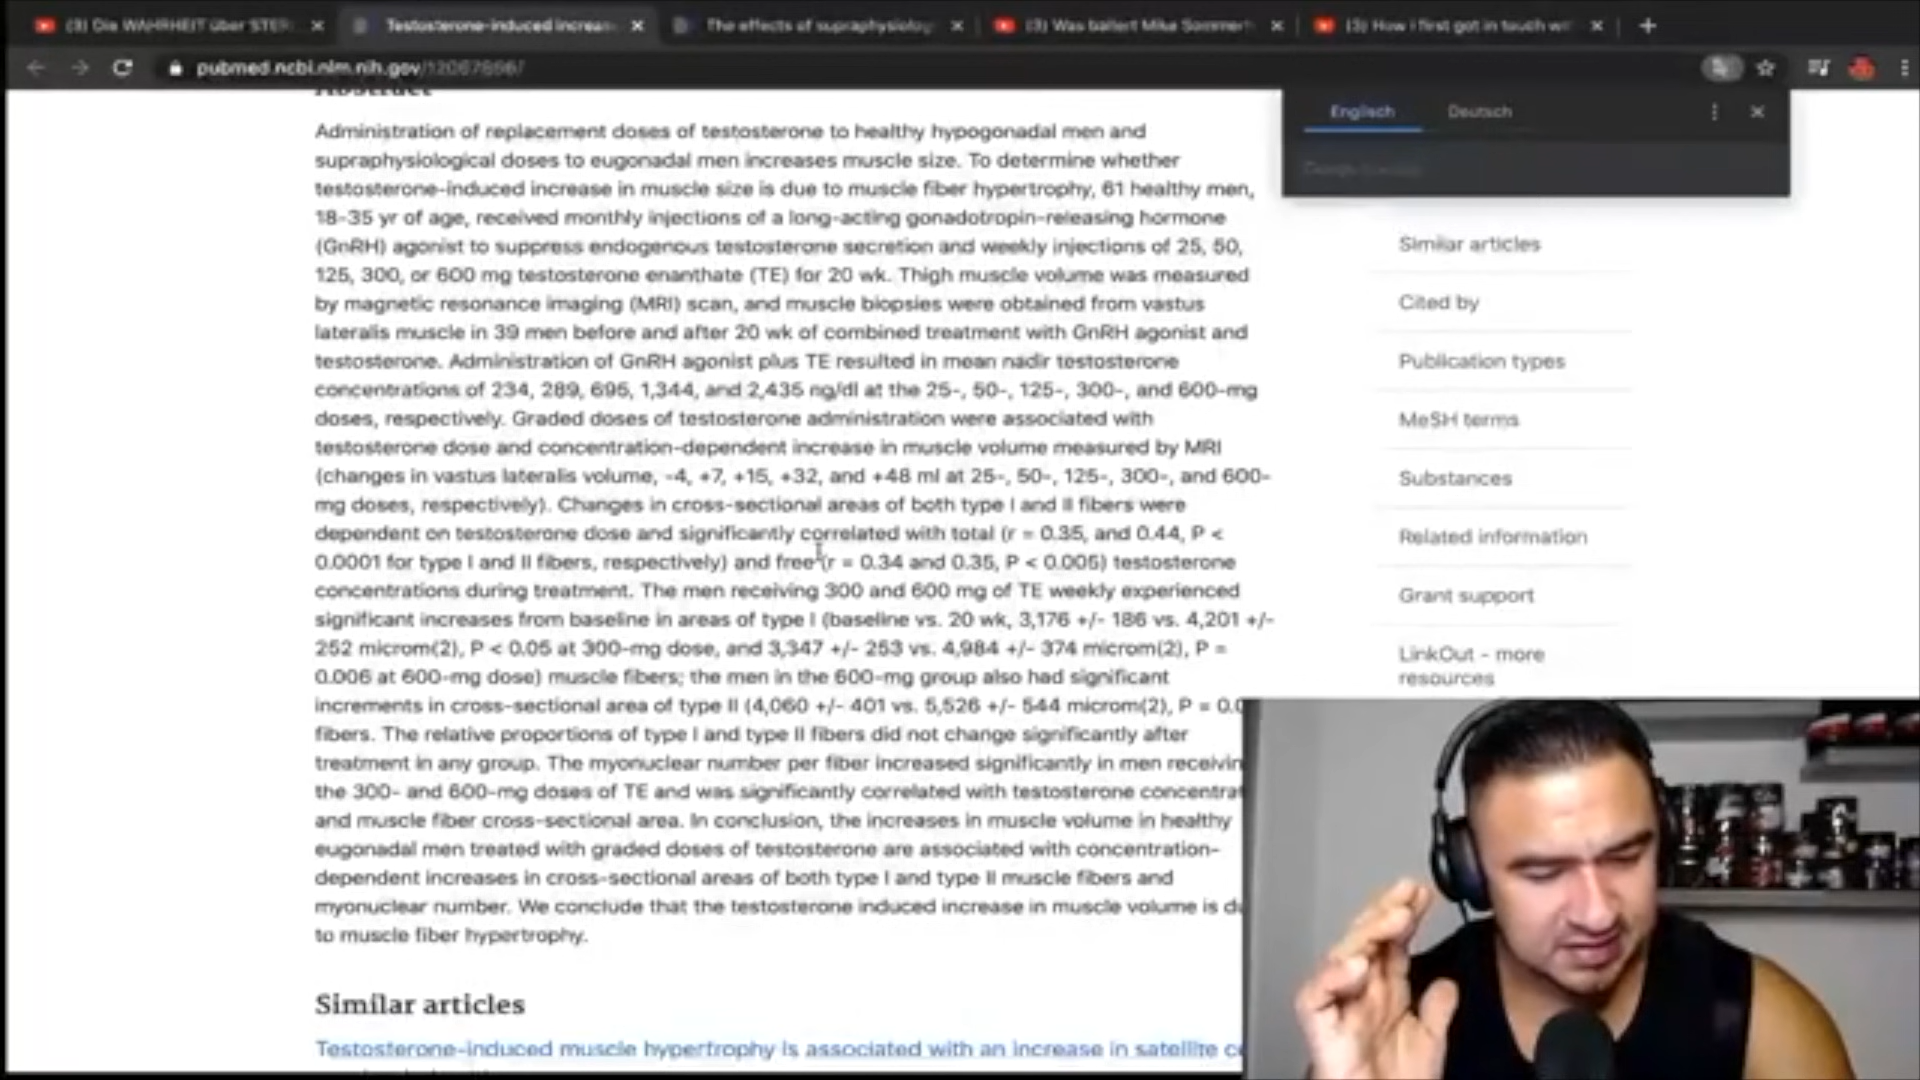 (3) Die WAHRHEIT über STER
Testosterone-induced increas
The effects of supraphysiolog
(3) Was ballert Mike Sommerf
(3) How i first got in touch wi
pubmed.ncbi.nlm.nih.gov/12067856/
Englisch Deutsch
Abstract
Administration of replacement doses of testosterone to healthy hypogonadal men and
supraphysiological doses to eugonadal men increases muscle size. To determine whether
testosterone-induced increase in muscle size is due to muscle fiber hypertrophy, 61 healthy men,
18-35 yr of age, received monthly injections of a long-acting gonadotropin-releasing hormone
(GnRH) agonist to suppress endogenous testosterone secretion and weekly injections of 25, 50,
125, 300, or 600 mg testosterone enanthate (TE) for 20 wk. Thigh muscle volume was measured
by magnetic resonance imaging (MRI) scan, and muscle biopsies were obtained from vastus
lateralis muscle in 39 men before and after 20 wk of combined treatment with GnRH agonist and
testosterone. Administration of GnRH agonist plus TE resulted in mean nadir testosterone
concentrations of 234, 289, 695, 1,344, and 2,435 ng/dl at the 25-, 50-, 125-, 300-, and 600-mg
doses, respectively. Graded doses of testosterone administration were associated with
testosterone dose and concentration-dependent increase in muscle volume measured by MRI
(changes in vastus lateralis volume, -4, +7, +15, +32, and +48 ml at 25-, 50-, 125-, 300-, and 600-
mg doses, respectively). Changes in cross-sectional areas of both type I and II fibers were
dependent on testosterone dose and significantly correlated with total (r = 0.35, and 0.44, P <
0.0001 for type I and II fibers, respectively) and free (r = 0.34 and 0.35, P < 0.005) testosterone
concentrations during treatment. The men receiving 300 and 600 mg of TE weekly experienced
significant increases from baseline in areas of type I (baseline vs. 20 wk, 3,176 +/- 186 vs. 4,201 +/-
252 microm(2), P < 0.05 at 300-mg dose, and 3,347 +/- 253 vs. 4,984 +/- 374 microm(2), P =
0.006 at 600-mg dose) muscle fibers; the men in the 600-mg group also had significant
increments in cross-sectional area of type II (4,060 +/- 401 vs. 5,526 +/- 544 microm(2), P = 0.0
fibers. The relative proportions of type I and type II fibers did not change significantly after
treatment in any group. The myonuclear number per fiber increased significantly in men receivin
the 300- and 600-mg doses of TE and was significantly correlated with testosterone concentrat
and muscle fiber cross-sectional area. In conclusion, the increases in muscle volume in healthy
eugonadal men treated with graded doses of testosterone are associated with concentration-
dependent increases in cross-sectional areas of both type I and type II muscle fibers and
myonuclear number. We conclude that the testosterone induced increase in muscle volume is du
to muscle fiber hypertrophy.
Similar articles
Testosterone-induced muscle hypertrophy is associated with an increase in satellite ce
Similar articles
Cited by
Publication types
MeSH terms
Substances
Related information
Grant support
LinkOut - more
resources